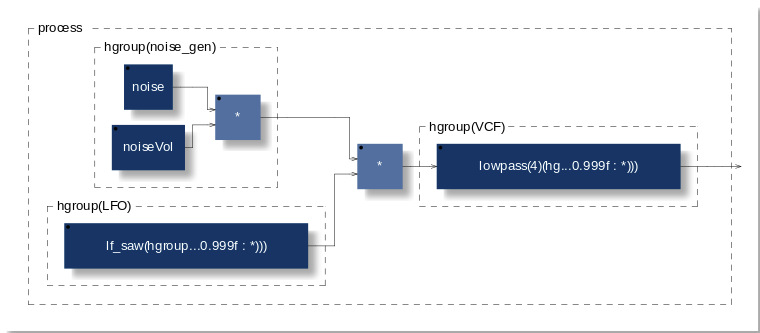 process
hgroup(noise_gen)
noise
*
noiseVol
hgroup(VCF)
*
lowpass(4)(hg...0.999f : *)))
hgroup(LFO)
lf_saw(hgroup...0.999f : *)))